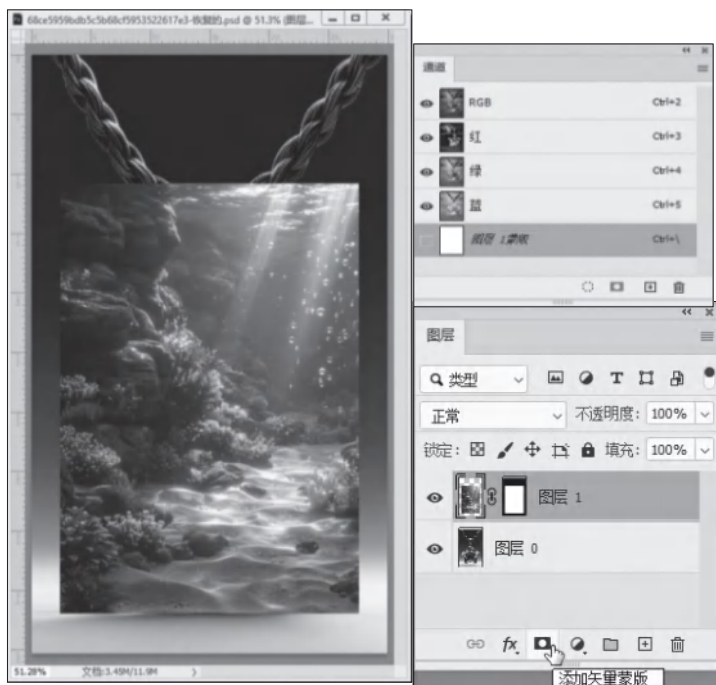 68ce5959bdb5c5b68cf5953522617e3-恢复的.psd @ 51.3% (图层...
通道
RGB Ctrl+2
红 Ctrl+3
绿 Ctrl+4
蓝 Ctrl+5
图层 1蒙版 Ctrl+\
图层
类型
正常 不透明度: 100%
锁定: 填充: 100%
图层 1
图层 0
fx
添加矢量蒙版
51.28% 文档:3.45M/11.9M